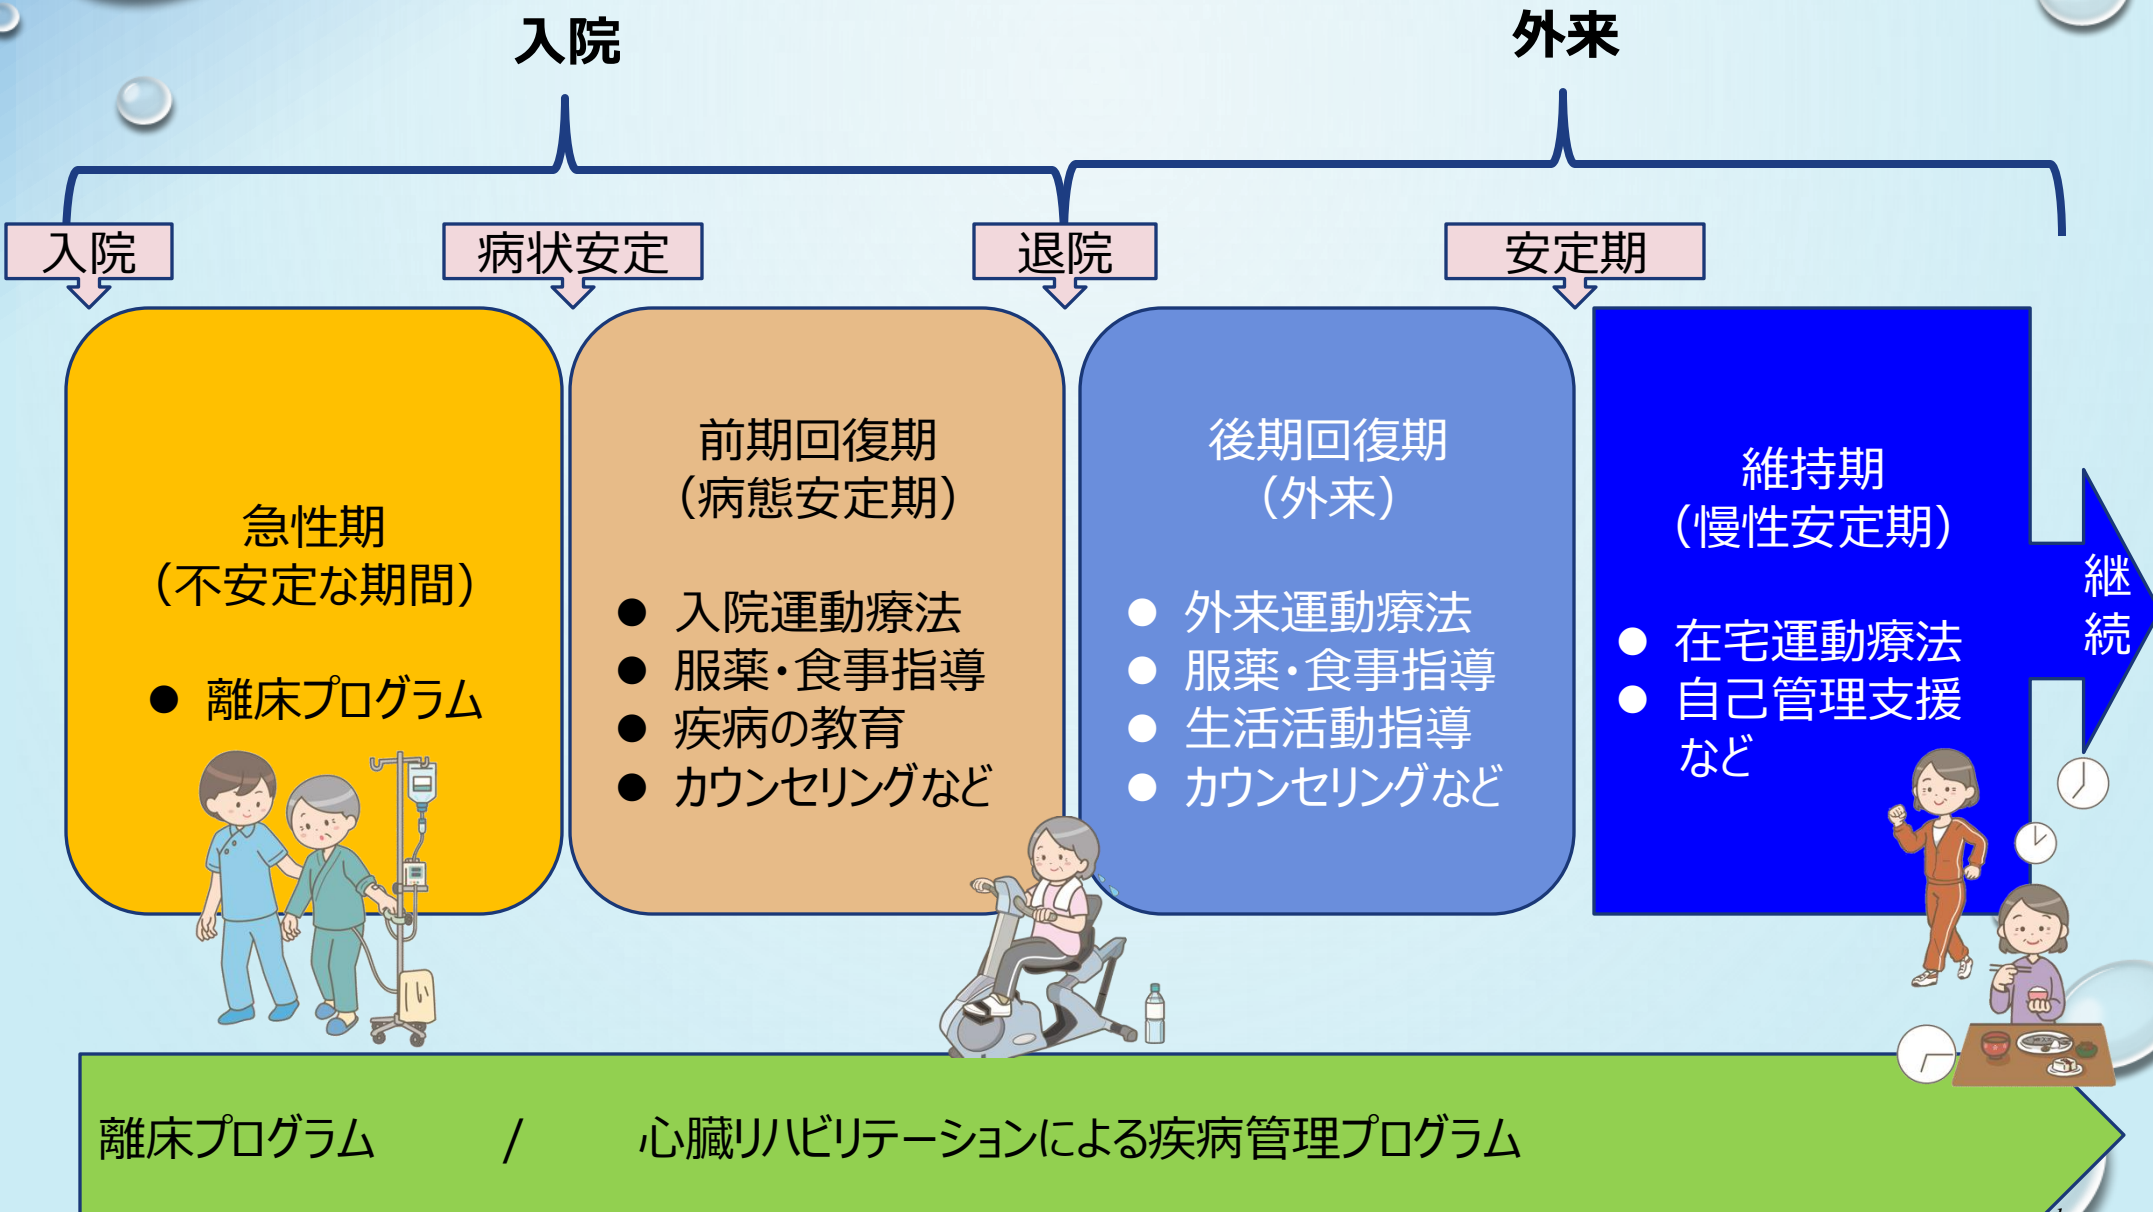 入院
外来
入院
病状安定
退院
安定期
急性期
（不安定な期間）
● 離床プログラム
前期回復期
（病態安定期）
● 入院運動療法
● 服薬・食事指導
● 疾病の教育
● カウンセリングなど
後期回復期
（外来）
● 外来運動療法
● 服薬・食事指導
● 生活活動指導
● カウンセリングなど
維持期
（慢性安定期）
● 在宅運動療法
● 自己管理支援
など
継
続
離床プログラム / 心臓リハビリテーションによる疾病管理プログラム